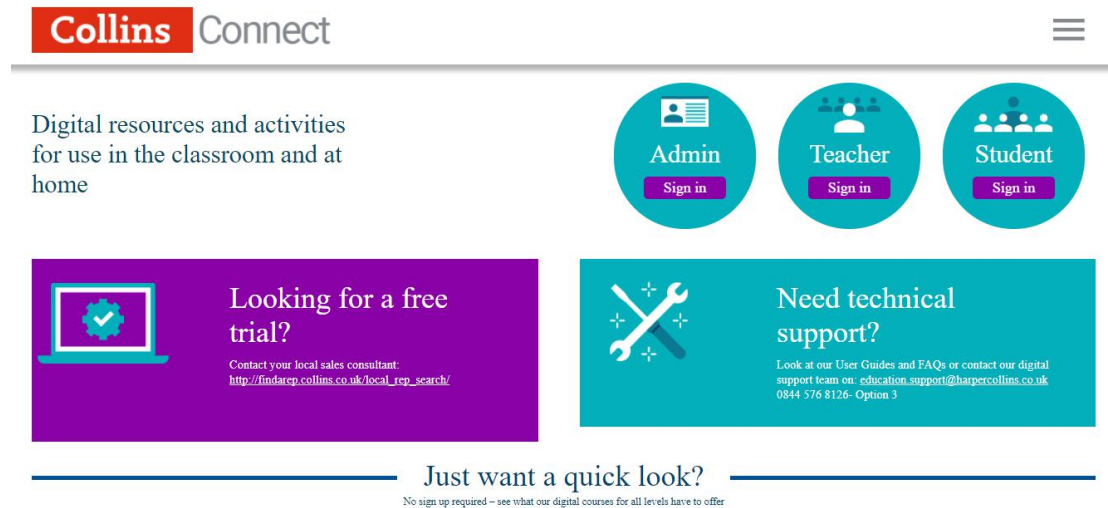 Collins Connect
Digital resources and activities
for use in the classroom and at
home
Admin
Sign in
Teacher
Sign in
Student
Sign in
Looking for a free
trial?
Contact your local sales consultant:
http://findarep.collins.co.uk/local_rep_search/
Need technical
support?
Look at our User Guides and FAQs or contact our digital
support team on: education.support@harpercollins.co.uk
0844 576 8126- Option 3
Just want a quick look?
No sign up required – see what our digital courses for all levels have to offer